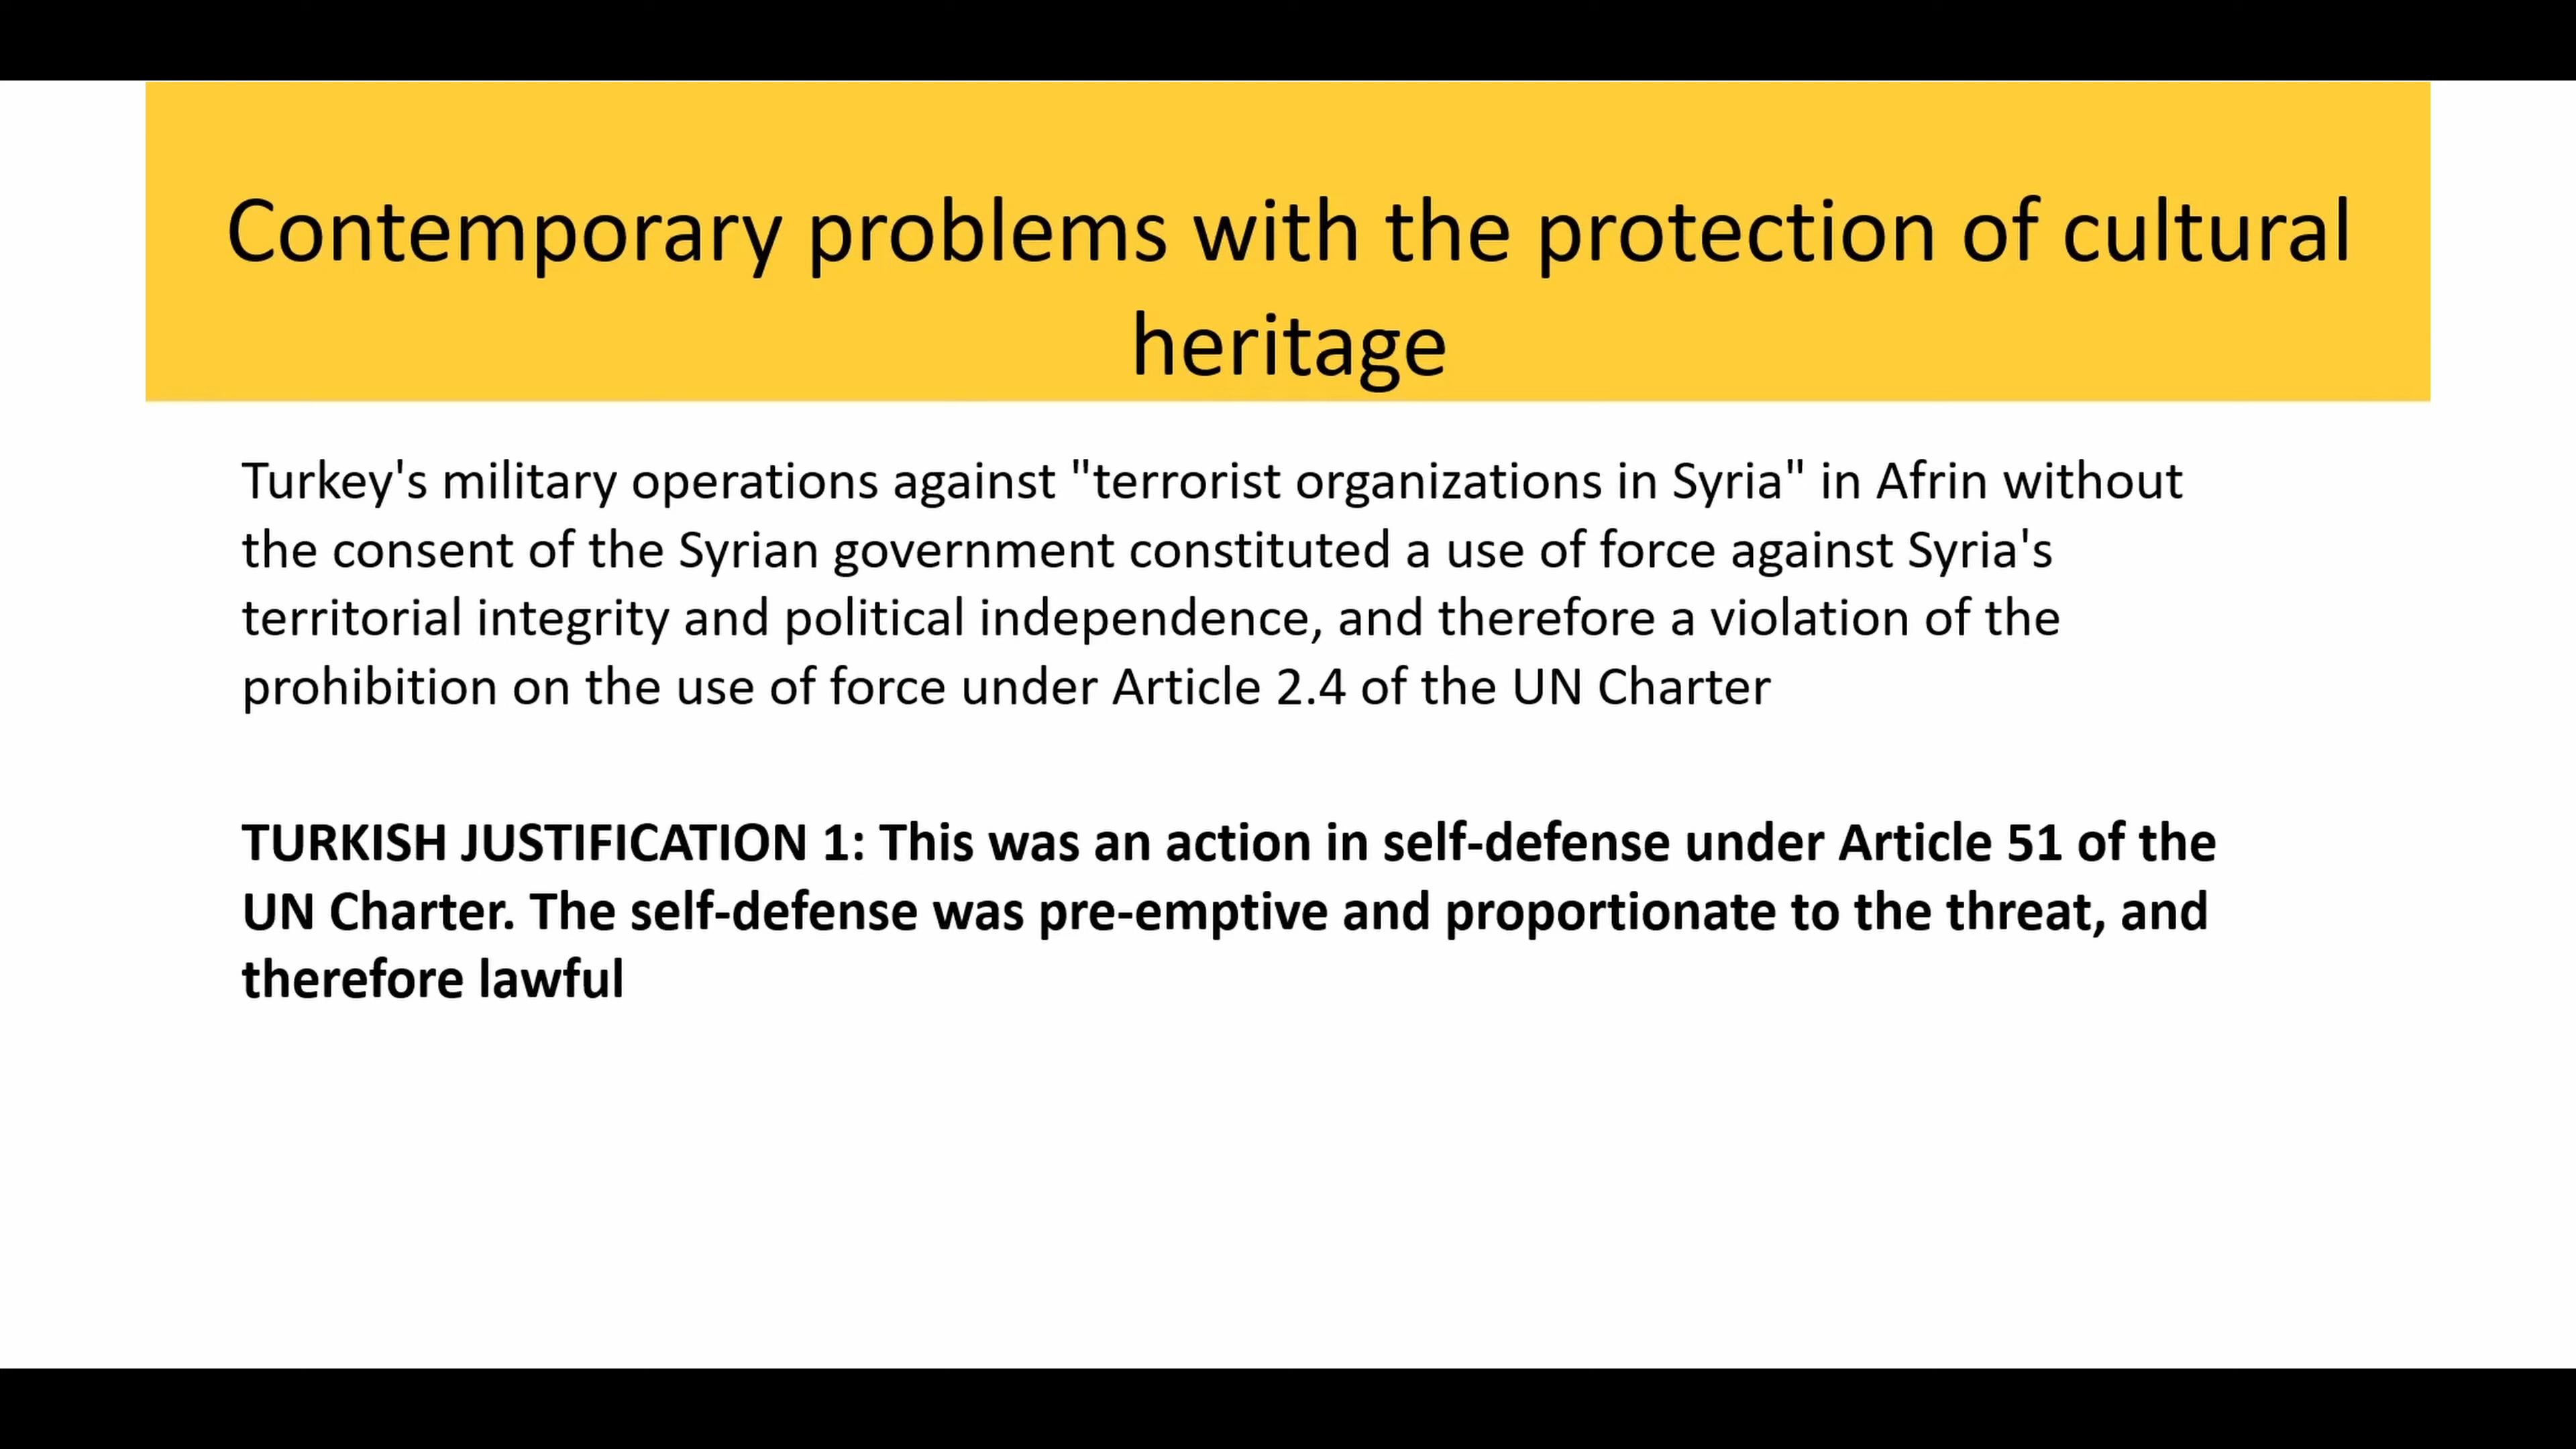 Contemporary problems with the protection of cultural
heritage
Turkey's military operations against "terrorist organizations in Syria" in Afrin without
the consent of the Syrian government constituted a use of force against Syria's
territorial integrity and political independence, and therefore a violation of the
prohibition on the use of force under Article 2.4 of the UN Charter
TURKISH JUSTIFICATION 1: This was an action in self-defense under Article 51 of the
UN Charter. The self-defense was pre-emptive and proportionate to the threat, and
therefore lawful